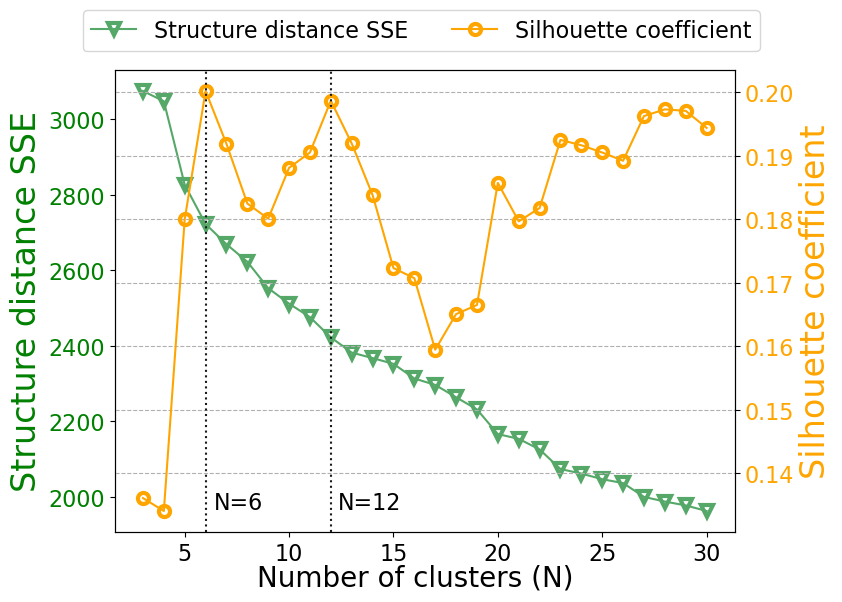 Structure distance SSE
Silhouette coefficient
3000
2800
2600
2400
2200
2000
Structure distance SSE
0.20
0.19
0.18
0.17
0.16
0.15
0.14
Silhouette coefficient
N=6
N=12
5
10
15
20
25
30
Number of clusters (N)